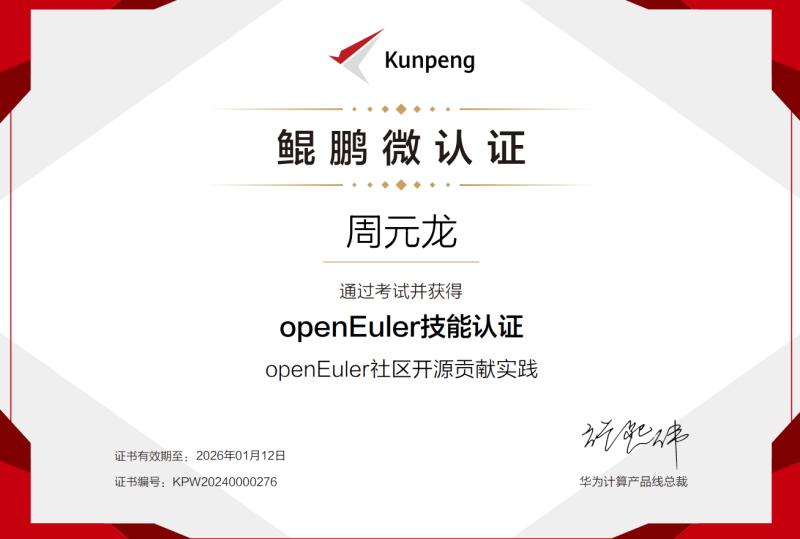 Kunpeng
鲲鹏微认证
周元龙
通过考试并获得
openEuler技能认证
openEuler社区开源贡献实践
证书有效期至：2026年01月12日
证书编号：KPW20240000276
华为计算产品线总裁